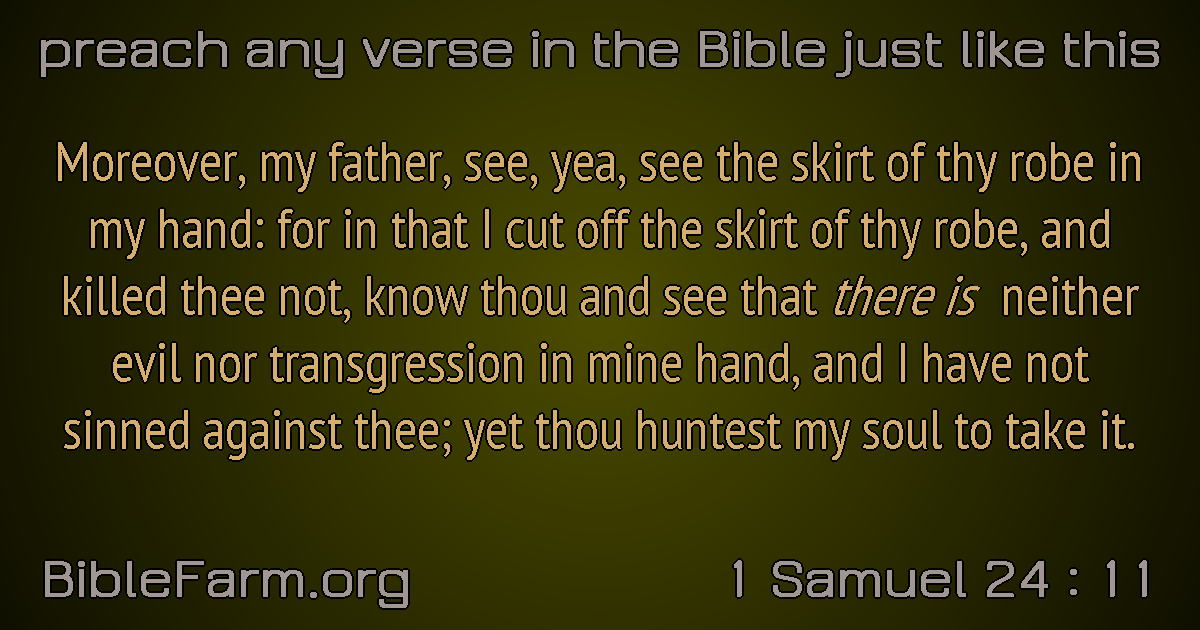 preach any verse in the Bible just like this
Moreover, my father, see, yea, see the skirt of thy robe in
my hand: for in that I cut off the skirt of thy robe, and
killed thee not, know thou and see that there is neither
evil nor transgression in mine hand, and I have not
sinned against thee; yet thou huntest my soul to take it.
BibleFarm.org
1 Samuel 24 : 11